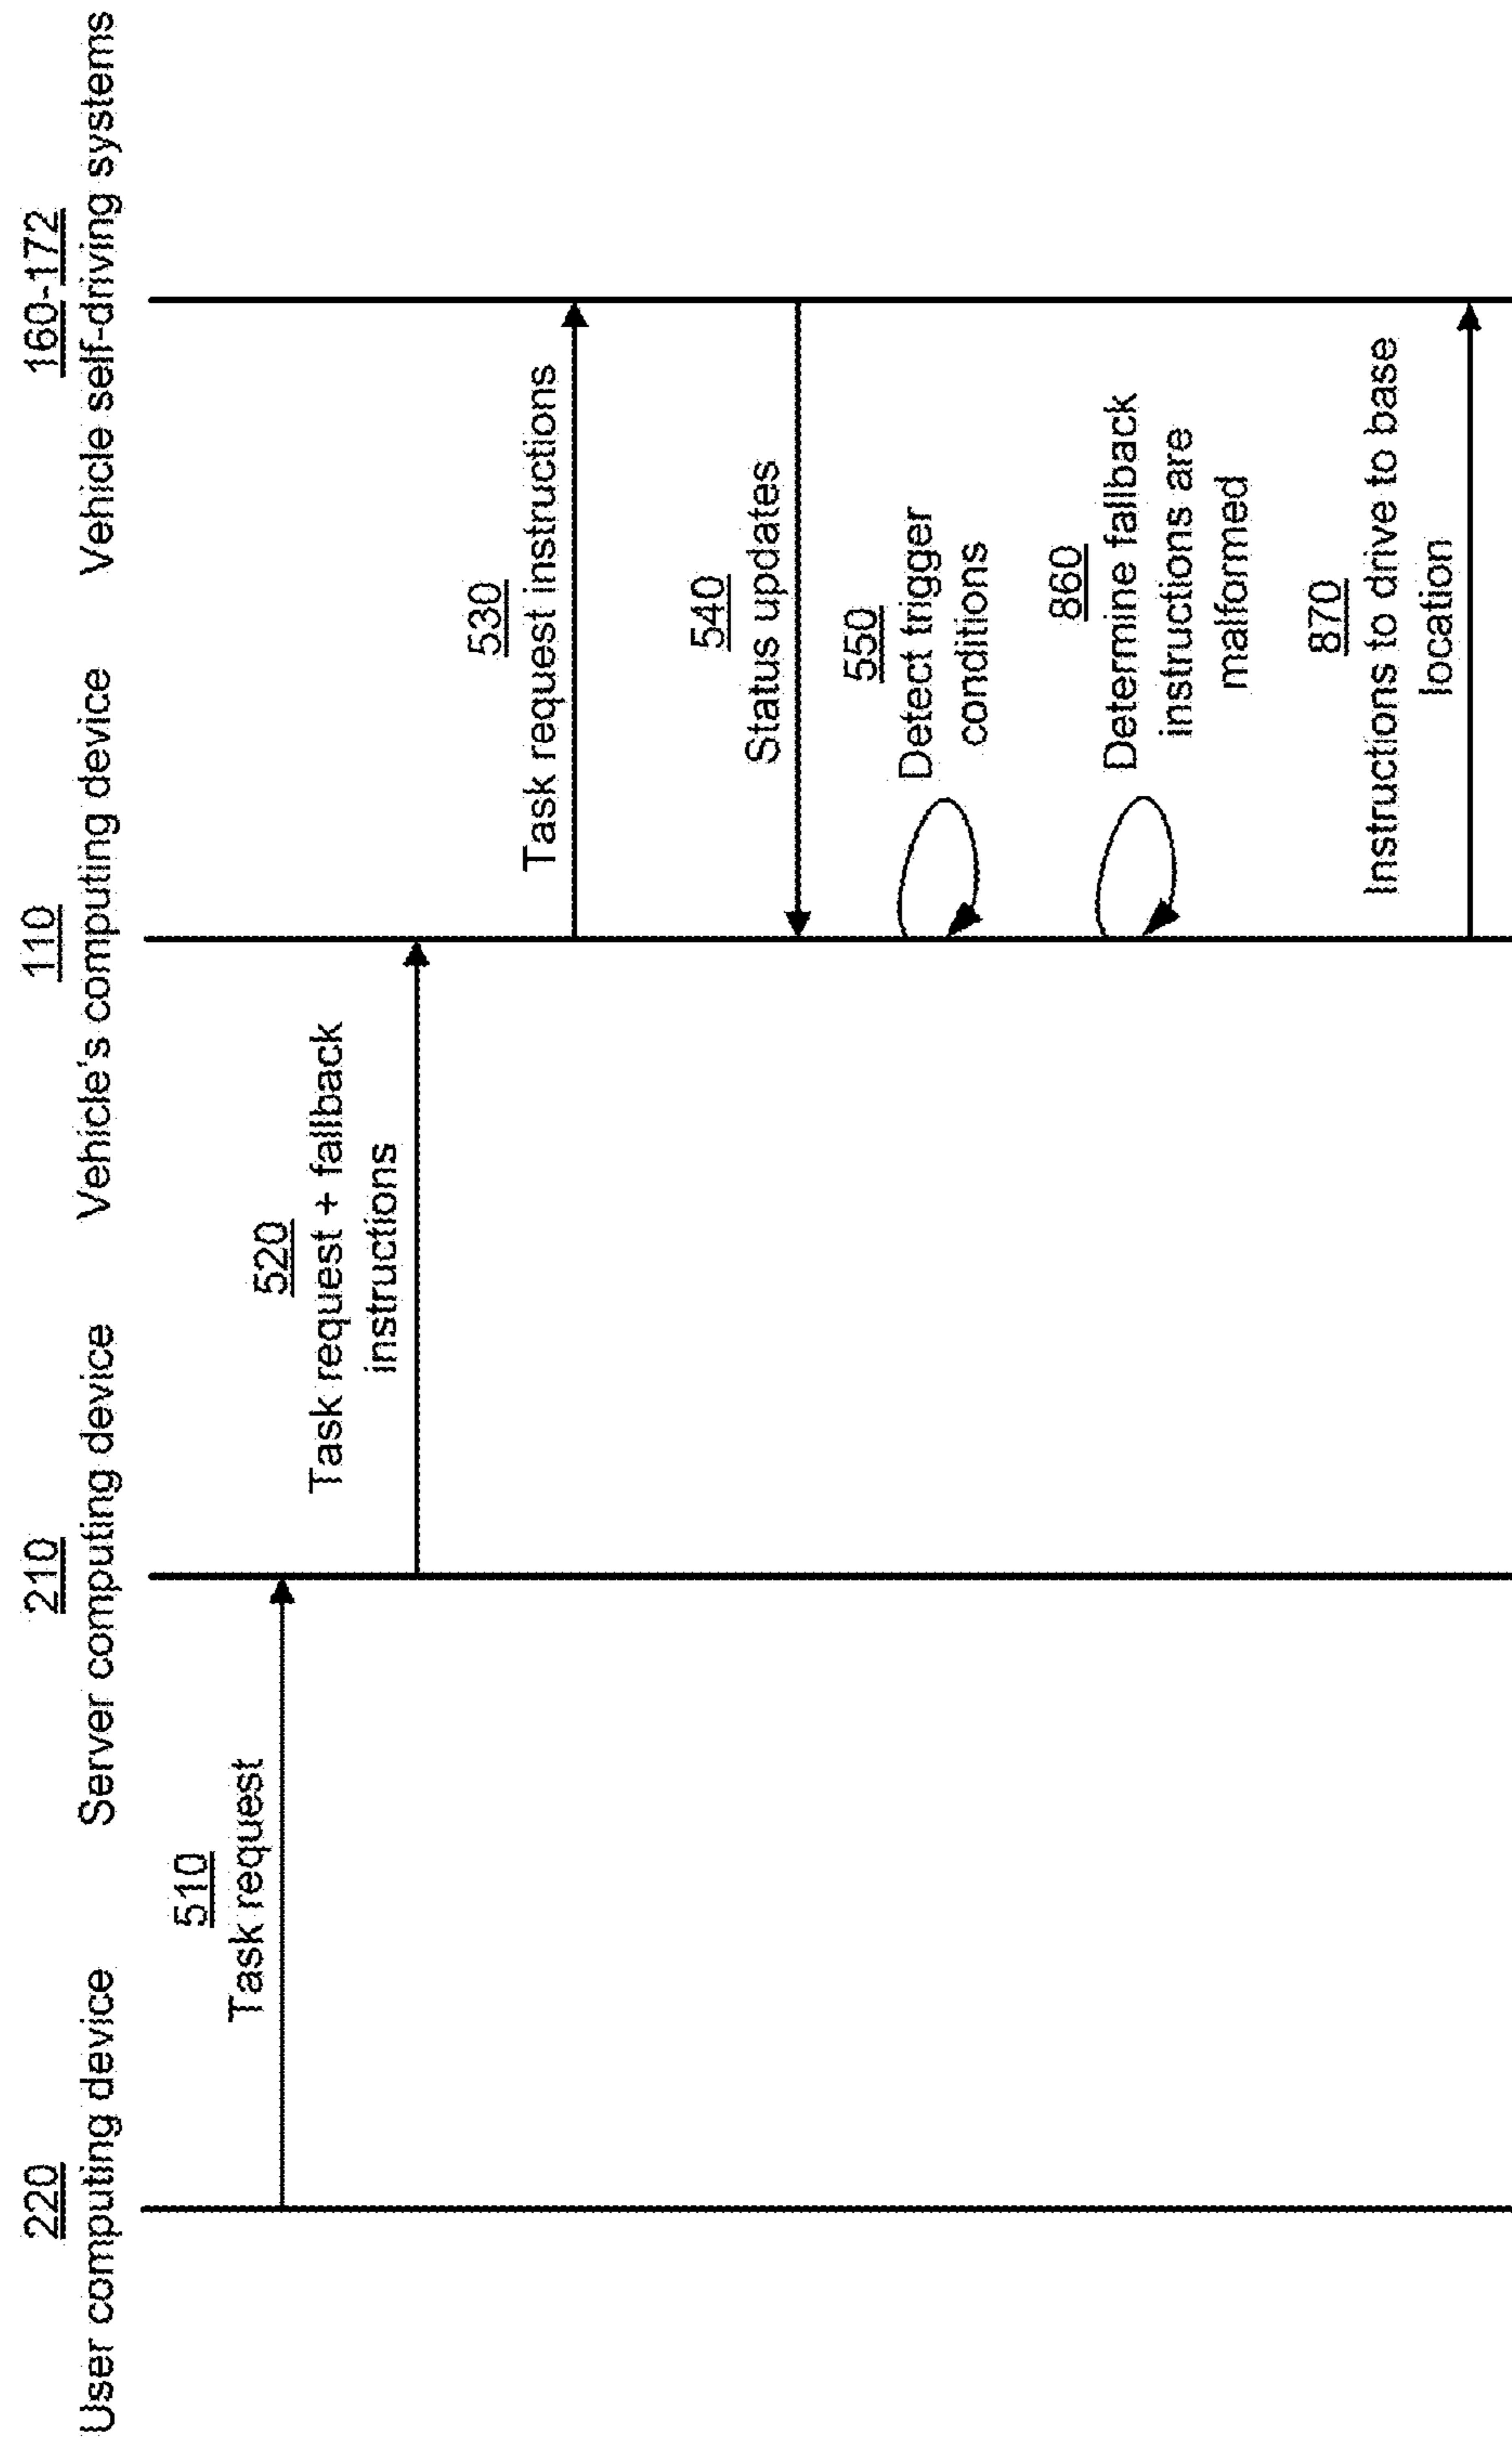 220
User computing device
210
Server computing device
110
Vehicle's computing device
160-172
Vehicle self-driving systems
510
Task request
520
Task request + fallback
instructions
530
Task request instructions
540
Status updates
550
Detect trigger
conditions
860
Determine fallback
instructions are
malformed
870
Instructions to drive to base
location